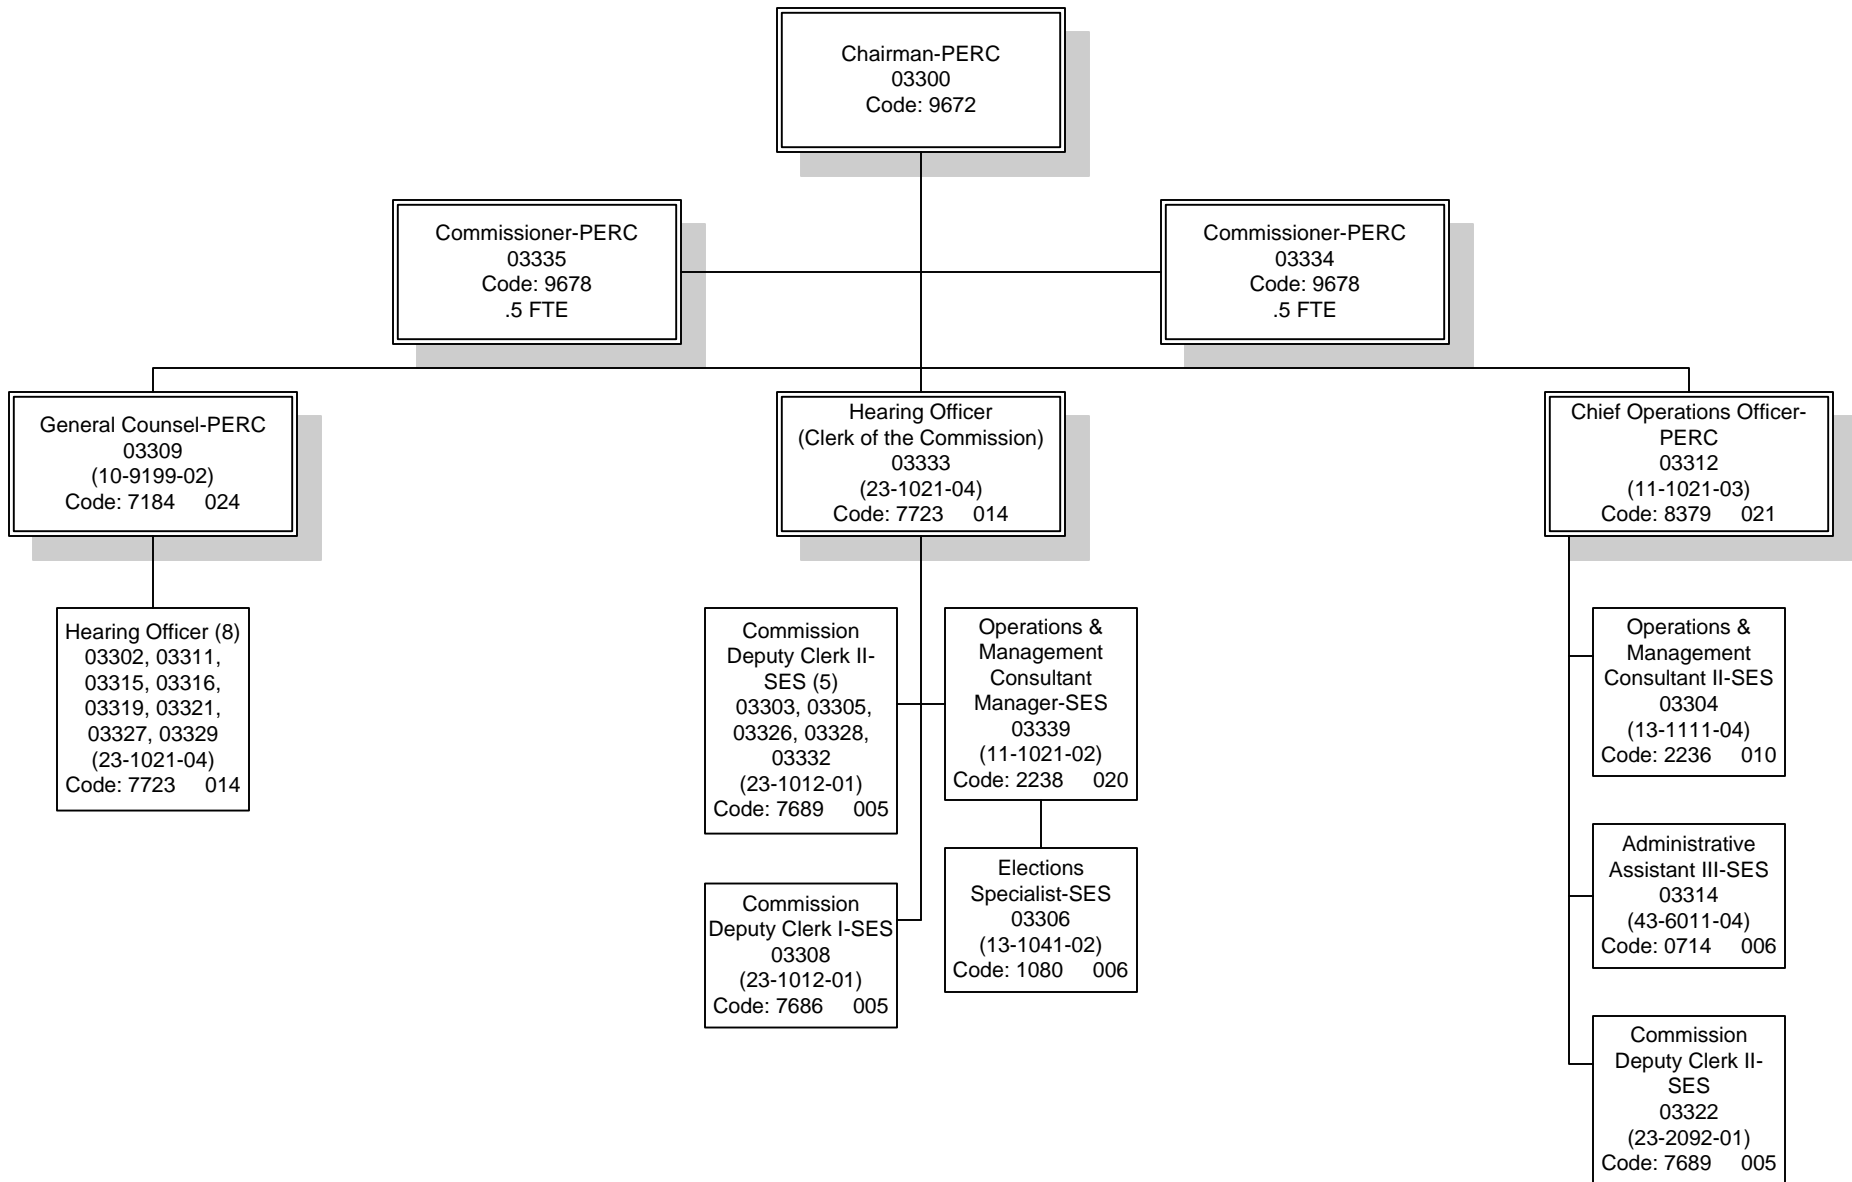 Chairman-PERC
03300
Code: 9672
Commissioner-PERC
03335
Code: 9678
.5 FTE
Commissioner-PERC
03334
Code: 9678
.5 FTE
General Counsel-PERC
03309
(10-9199-02)
Code: 7184 024
Hearing Officer
(Clerk of the Commission)
03333
(23-1021-04)
Code: 7723 014
Chief Operations Officer-
PERC
03312
(11-1021-03)
Code: 8379 021
Hearing Officer (8)
03302, 03311,
03315, 03316,
03319, 03321,
03327, 03329
(23-1021-04)
Code: 7723 014
Commission
Deputy Clerk II-
SES (5)
03303, 03305,
03326, 03328,
03332
(23-1012-01)
Code: 7689 005
Operations &
Management
Consultant
Manager-SES
03339
(11-1021-02)
Code: 2238 020
Operations &
Management
Consultant II-SES
03304
(13-1111-04)
Code: 2236 010
Commission
Deputy Clerk I-SES
03308
(23-1012-01)
Code: 7686 005
Elections
Specialist-SES
03306
(13-1041-02)
Code: 1080 006
Administrative
Assistant III-SES
03314
(43-6011-04)
Code: 0714 006
Commission
Deputy Clerk II-
SES
03322
(23-2092-01)
Code: 7689 005